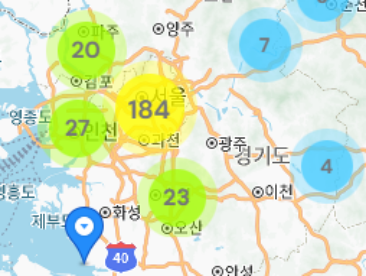 파주
양주
20
7
김포
서울
184
영종도
27
인천
과천
광주
경기도
4
영흥도
23
이천
제부도
화성
오산
40
안성